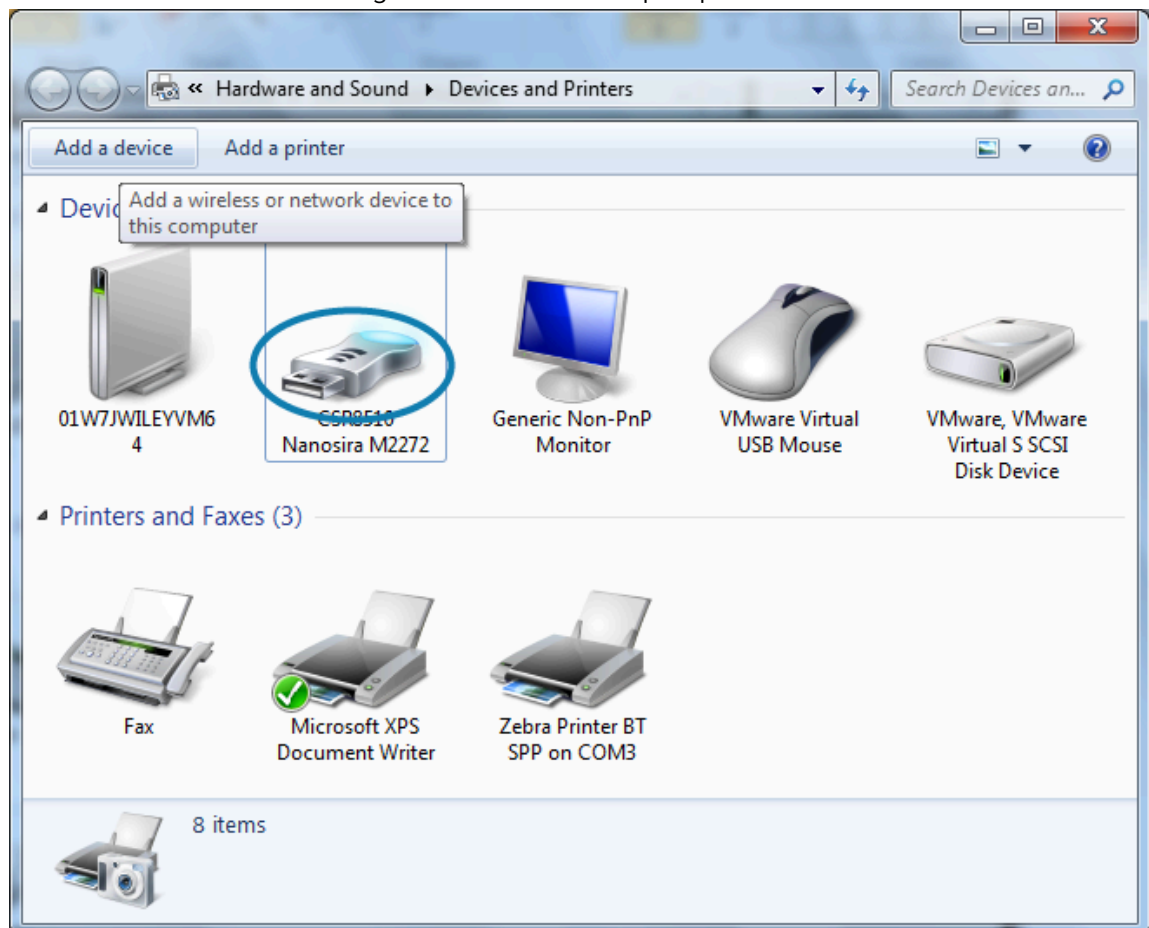 « Hardware and Sound ▸ Devices and Printers
Search Devices an...
Add a device
Add a printer
Devic
Add a wireless or network device to
this computer
01W7JWILEYVM6
4
CSR8510
Nanosira M2272
Generic Non-PnP
Monitor
VMware Virtual
USB Mouse
VMware, VMware
Virtual S SCSI
Disk Device
Printers and Faxes (3)
Fax
Microsoft XPS
Document Writer
Zebra Printer BT
SPP on COM3
8 items